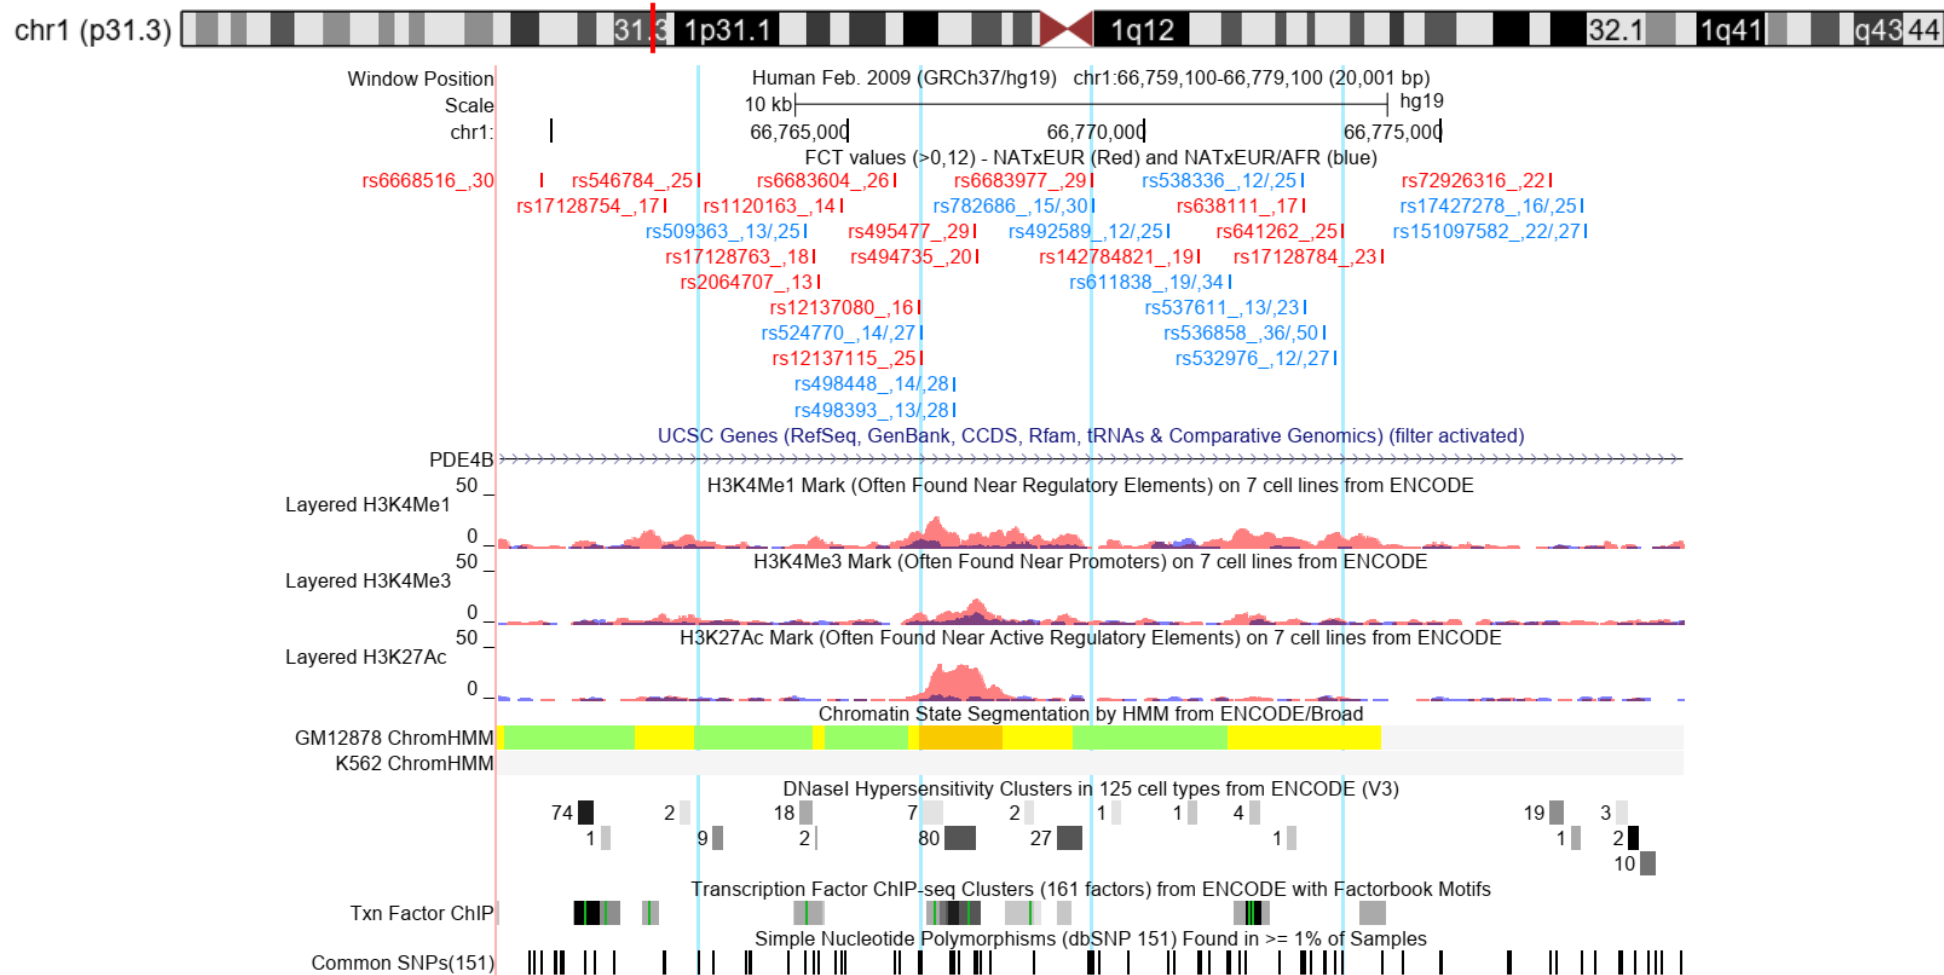 chr1 (p31.3) 31.3 1p31.1 1q12 32.1 1q41 q43 44
Window Position Human Feb. 2009 (GRCh37/hg19) chr1:66,759,100-66,779,100 (20,001 bp)
Scale 10 kb hg19
chr1: 66,765,000 66,770,000 66,775,000
FCT values (>0,12) - NATxEUR (Red) and NATxEUR/AFR (blue)
rs6668516_,30 rs546784_,25 rs6683604_,26 rs6683977_,29 rs538336_,12/,25 rs72926316_,22
rs17128754_,17 rs1120163_,14 rs782686_,15/,30 rs638111_,17 rs17427278_,16/,25
rs509363_,13/,25 rs495477_,29 rs492589_,12/,25 rs641262_,25 rs151097582_,22/,27
rs17128763_,18 rs494735_,20 rs142784821_,19 rs17128784_,23
rs2064707_,13 rs611838_,19/,34
rs12137080_,16 rs537611_,13/,23
rs524770_,14/,27 rs536858_,36/,50
rs12137115_,25 rs532976_,12/,27
rs498448_,14/,28
rs498393_,13/,28
UCSC Genes (RefSeq, GenBank, CCDS, Rfam, tRNAs & Comparative Genomics) (filter activated)
PDE4B
50 H3K4Me1 Mark (Often Found Near Regulatory Elements) on 7 cell lines from ENCODE
Layered H3K4Me1
0
50 H3K4Me3 Mark (Often Found Near Promoters) on 7 cell lines from ENCODE
Layered H3K4Me3
0
50 H3K27Ac Mark (Often Found Near Active Regulatory Elements) on 7 cell lines from ENCODE
Layered H3K27Ac
0
Chromatin State Segmentation by HMM from ENCODE/Broad
GM12878 ChromHMM
K562 ChromHMM
DNaseI Hypersensitivity Clusters in 125 cell types from ENCODE (V3)
74 2 18 7 2 1 1 4 19 3
1 9 2 80 27 1 1 2
10
Transcription Factor ChIP-seq Clusters (161 factors) from ENCODE with Factorbook Motifs
Txn Factor ChIP
Simple Nucleotide Polymorphisms (dbSNP 151) Found in >= 1% of Samples
Common SNPs(151)